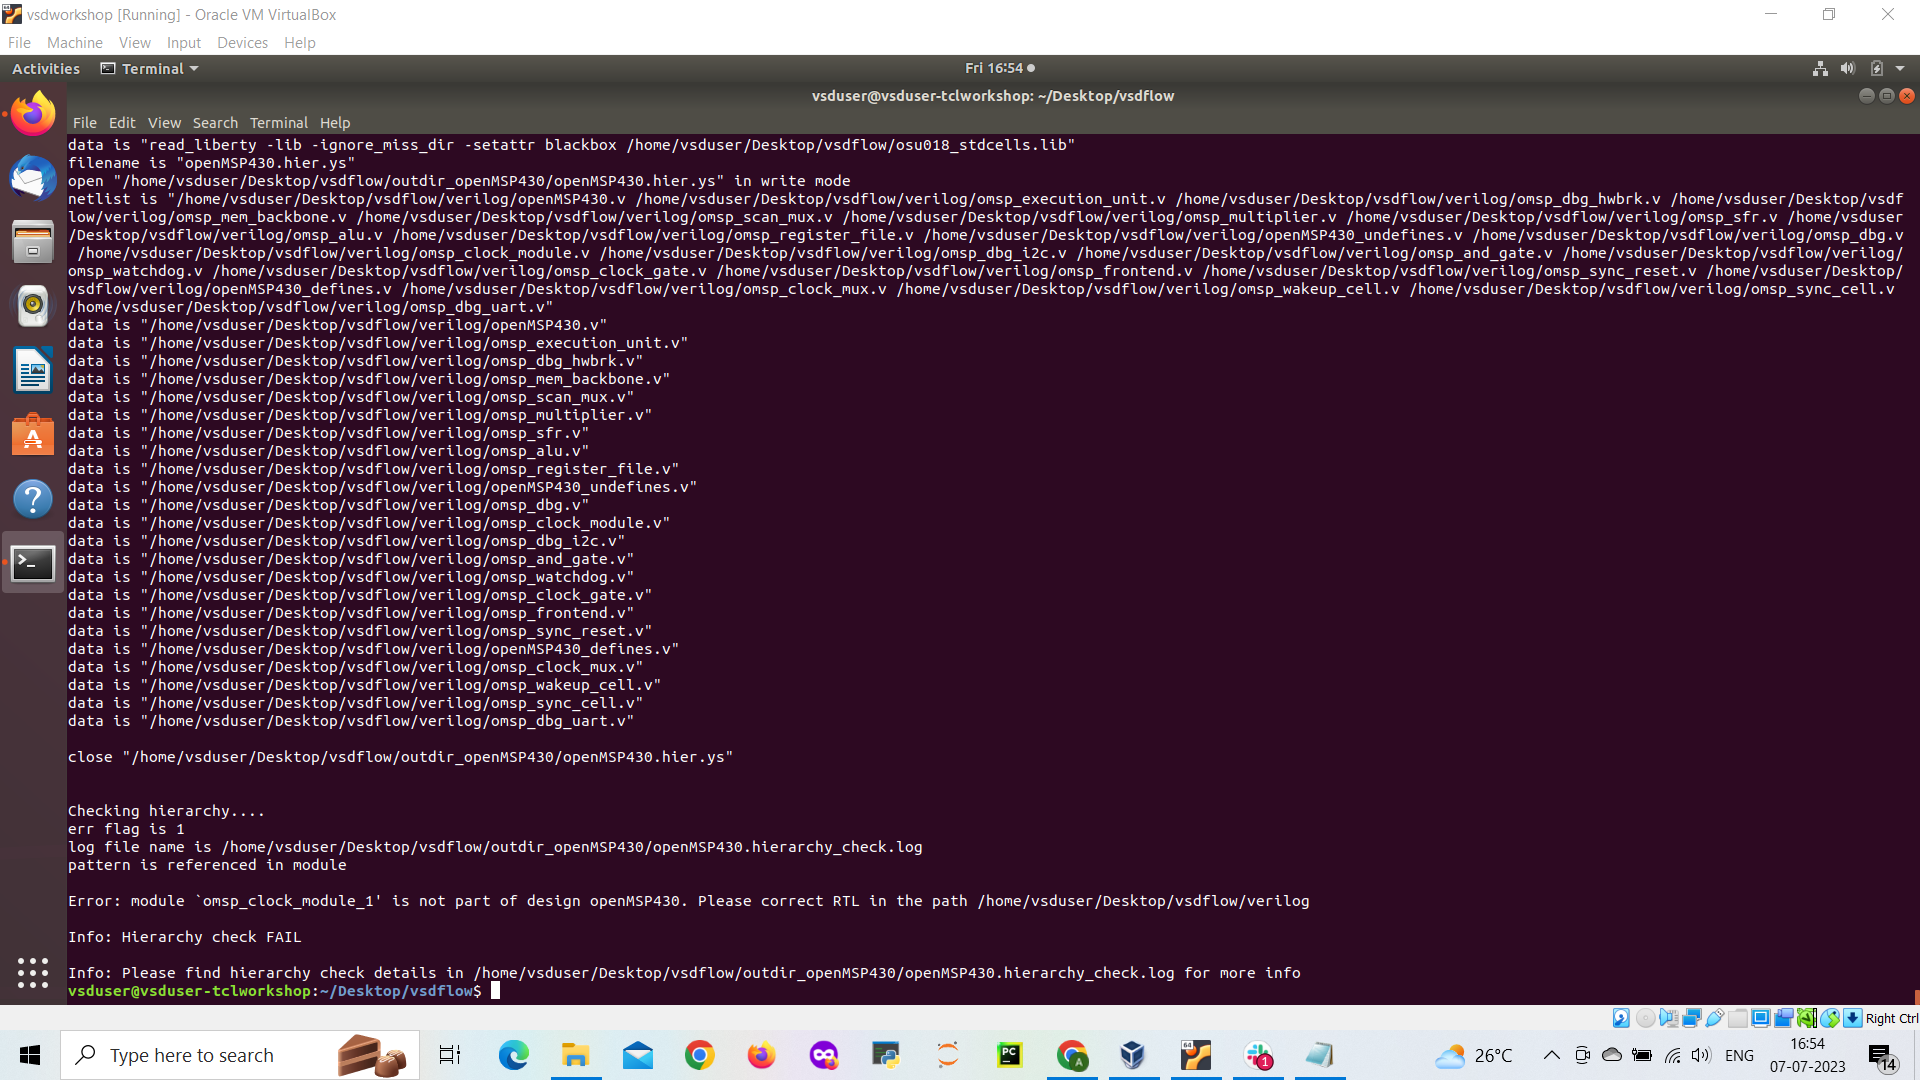 vsdworkshop [Running] - Oracle VM VirtualBox
File Machine View Input Devices Help
Activities Terminal Fri 16:54
vsduser@vsduser-tclworkshop: ~/Desktop/vsdflow
File Edit View Search Terminal Help
data is "read_liberty -lib -ignore_miss_dir -setattr blackbox /home/vsduser/Desktop/vsdflow/osu018_stdcells.lib"
filename is "openMSP430.hier.ys"
open "/home/vsduser/Desktop/vsdflow/outdir_openMSP430/openMSP430.hier.ys" in write mode
netlist is "/home/vsduser/Desktop/vsdflow/verilog/openMSP430.v /home/vsduser/Desktop/vsdflow/verilog/omsp_execution_unit.v /home/vsduser/Desktop/vsdflow/verilog/omsp_dbg_hwbrk.v /home/vsduser/Desktop/vsdf
low/verilog/omsp_mem_backbone.v /home/vsduser/Desktop/vsdflow/verilog/omsp_scan_mux.v /home/vsduser/Desktop/vsdflow/verilog/omsp_multiplier.v /home/vsduser/Desktop/vsdflow/verilog/omsp_sfr.v /home/vsduser
/Desktop/vsdflow/verilog/omsp_alu.v /home/vsduser/Desktop/vsdflow/verilog/omsp_register_file.v /home/vsduser/Desktop/vsdflow/verilog/openMSP430_undefines.v /home/vsduser/Desktop/vsdflow/verilog/omsp_dbg.v
/home/vsduser/Desktop/vsdflow/verilog/omsp_clock_module.v /home/vsduser/Desktop/vsdflow/verilog/omsp_dbg_i2c.v /home/vsduser/Desktop/vsdflow/verilog/omsp_and_gate.v /home/vsduser/Desktop/vsdflow/verilog/
omsp_watchdog.v /home/vsduser/Desktop/vsdflow/verilog/omsp_clock_gate.v /home/vsduser/Desktop/vsdflow/verilog/omsp_frontend.v /home/vsduser/Desktop/vsdflow/verilog/omsp_sync_reset.v /home/vsduser/Desktop/
vsdflow/verilog/openMSP430_defines.v /home/vsduser/Desktop/vsdflow/verilog/omsp_clock_mux.v /home/vsduser/Desktop/vsdflow/verilog/omsp_wakeup_cell.v /home/vsduser/Desktop/vsdflow/verilog/omsp_sync_cell.v
/home/vsduser/Desktop/vsdflow/verilog/omsp_dbg_uart.v"
data is "/home/vsduser/Desktop/vsdflow/verilog/openMSP430.v"
data is "/home/vsduser/Desktop/vsdflow/verilog/omsp_execution_unit.v"
data is "/home/vsduser/Desktop/vsdflow/verilog/omsp_dbg_hwbrk.v"
data is "/home/vsduser/Desktop/vsdflow/verilog/omsp_mem_backbone.v"
data is "/home/vsduser/Desktop/vsdflow/verilog/omsp_scan_mux.v"
data is "/home/vsduser/Desktop/vsdflow/verilog/omsp_multiplier.v"
data is "/home/vsduser/Desktop/vsdflow/verilog/omsp_sfr.v"
data is "/home/vsduser/Desktop/vsdflow/verilog/omsp_alu.v"
data is "/home/vsduser/Desktop/vsdflow/verilog/omsp_register_file.v"
data is "/home/vsduser/Desktop/vsdflow/verilog/openMSP430_undefines.v"
data is "/home/vsduser/Desktop/vsdflow/verilog/omsp_dbg.v"
data is "/home/vsduser/Desktop/vsdflow/verilog/omsp_clock_module.v"
data is "/home/vsduser/Desktop/vsdflow/verilog/omsp_dbg_i2c.v"
data is "/home/vsduser/Desktop/vsdflow/verilog/omsp_and_gate.v"
data is "/home/vsduser/Desktop/vsdflow/verilog/omsp_watchdog.v"
data is "/home/vsduser/Desktop/vsdflow/verilog/omsp_clock_gate.v"
data is "/home/vsduser/Desktop/vsdflow/verilog/omsp_frontend.v"
data is "/home/vsduser/Desktop/vsdflow/verilog/omsp_sync_reset.v"
data is "/home/vsduser/Desktop/vsdflow/verilog/openMSP430_defines.v"
data is "/home/vsduser/Desktop/vsdflow/verilog/omsp_clock_mux.v"
data is "/home/vsduser/Desktop/vsdflow/verilog/omsp_wakeup_cell.v"
data is "/home/vsduser/Desktop/vsdflow/verilog/omsp_sync_cell.v"
data is "/home/vsduser/Desktop/vsdflow/verilog/omsp_dbg_uart.v"
close "/home/vsduser/Desktop/vsdflow/outdir_openMSP430/openMSP430.hier.ys"
Checking hierarchy....
err flag is 1
log file name is /home/vsduser/Desktop/vsdflow/outdir_openMSP430/openMSP430.hierarchy_check.log
pattern is referenced in module
Error: module `omsp_clock_module_1' is not part of design openMSP430. Please correct RTL in the path /home/vsduser/Desktop/vsdflow/verilog
Info: Hierarchy check FAIL
Info: Please find hierarchy check details in /home/vsduser/Desktop/vsdflow/outdir_openMSP430/openMSP430.hierarchy_check.log for more info
vsduser@vsduser-tclworkshop:~/Desktop/vsdflow$
Right Ctrl
Type here to search
PC
64
A
1
26°C
ENG
16:54
07-07-2023
14